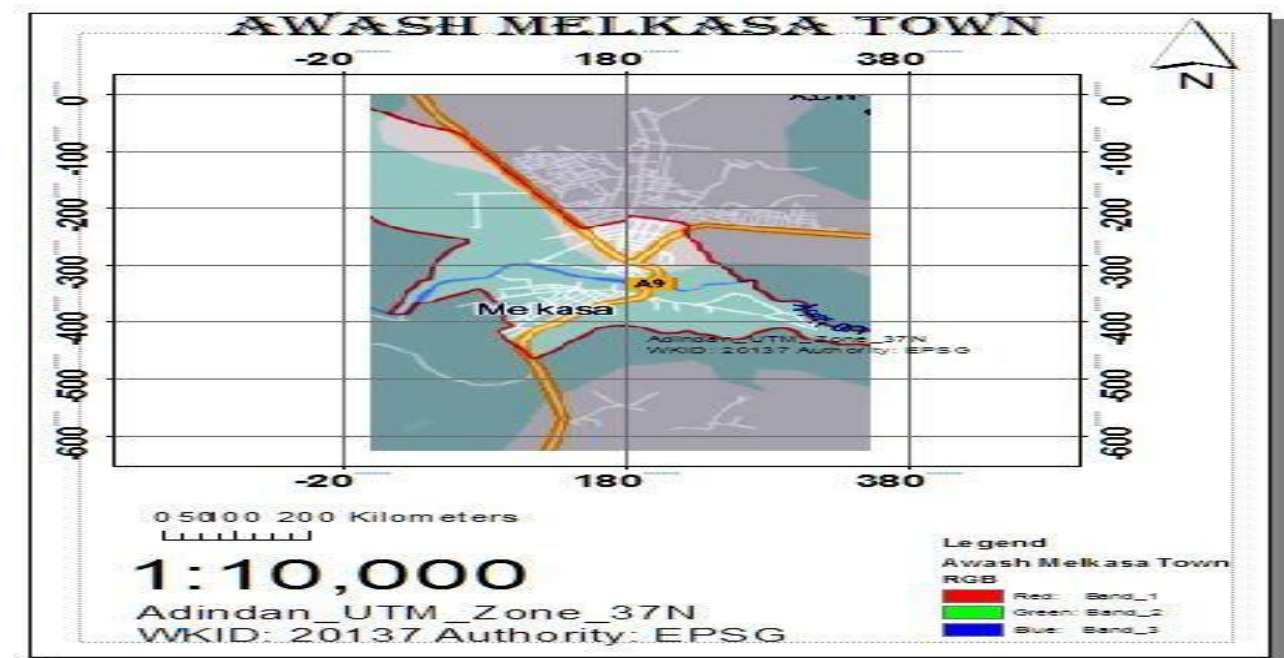 AWASH MELKASA TOWN
N
-20 180 380
0 0
-100 -100
-200 -200
-300 -300
-400 -400
-500 -500
-600 -600
A9
Me kasa
Adindan_UTM_Zone_37N
WKID: 20137 Authority: EPSG
-20 180 380
0 50 100 200 Kilometers
1:10,000
Adindan_UTM_Zone_37N
WKID: 20137 Authority: EPSG
Legend
Awash Melkasa Town
RGB
Red: Band_1
Green: Band_2
Blue: Band_3